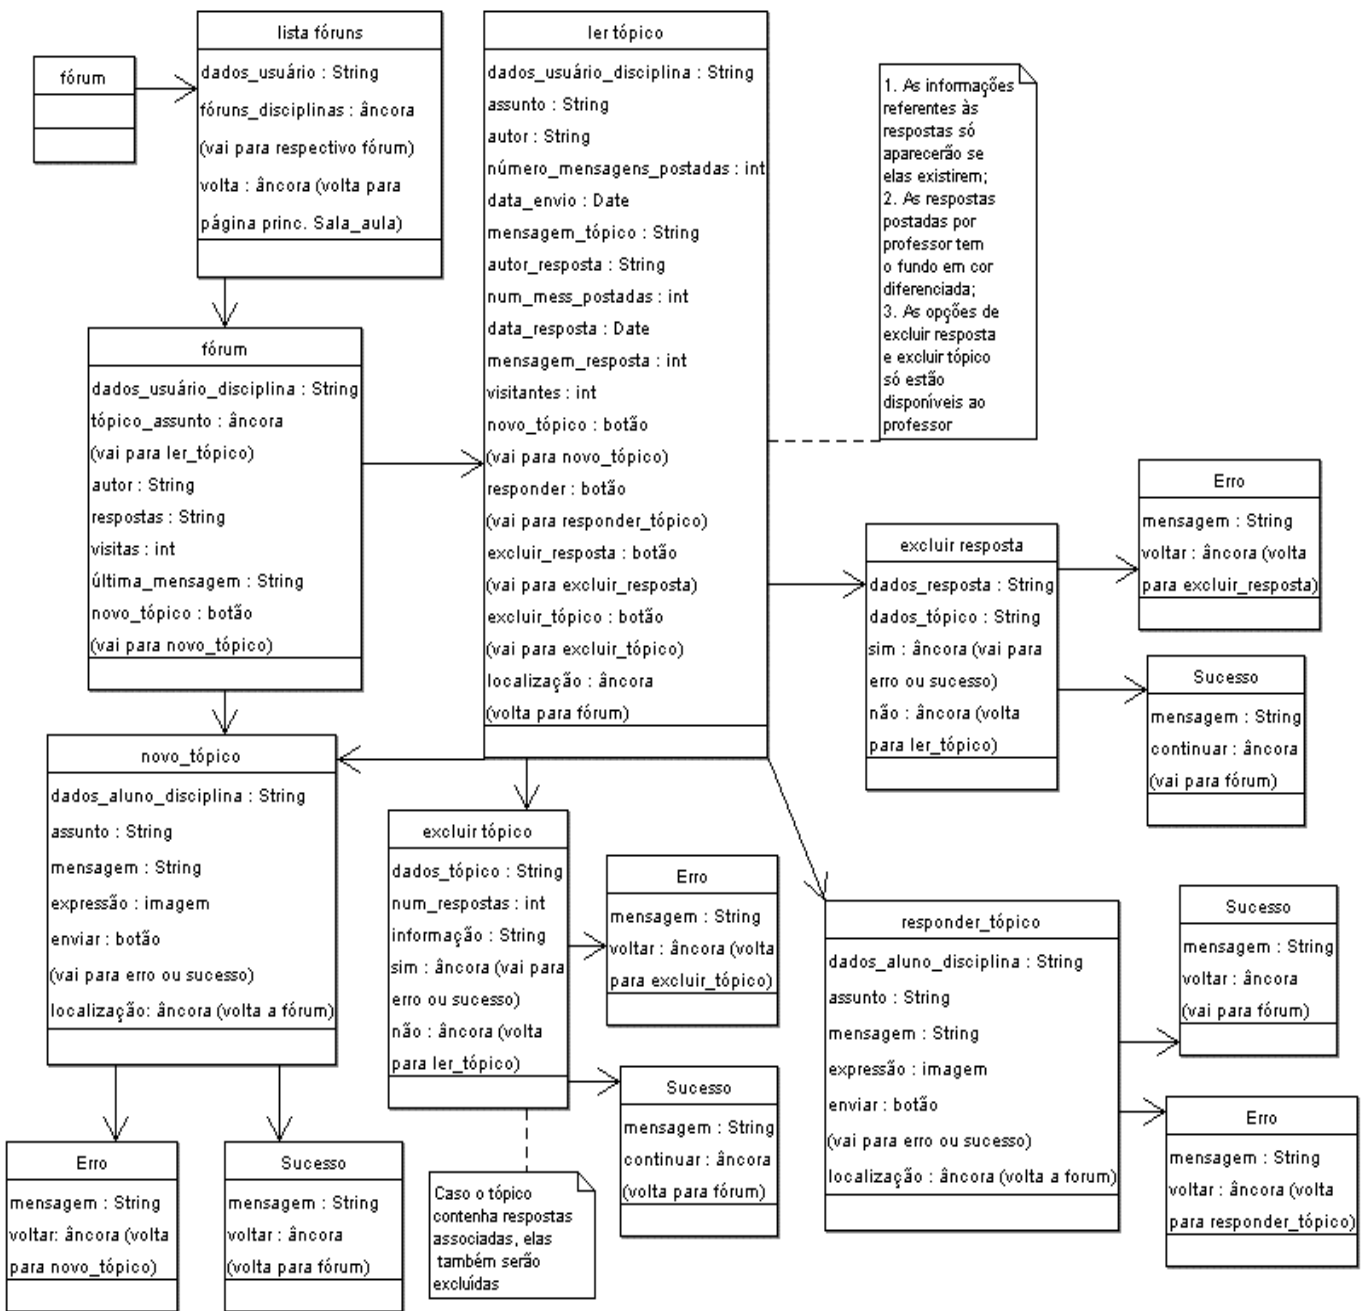 fórum
lista fóruns
dados_usuário : String
fóruns_disciplinas : âncora
(vai para respectivo fórum)
volta : âncora (volta para
página princ. Sala_aula)
ler tópico
dados_usuário_disciplina : String
assunto : String
autor : String
número_mensagens_postadas : int
data_envio : Date
mensagem_tópico : String
autor_resposta : String
num_mess_postadas : int
data_resposta : Date
mensagem_resposta : int
visitantes : int
novo_tópico : botão
(vai para novo_tópico)
responder : botão
(vai para responder_tópico)
excluir_resposta : botão
(vai para excluir_resposta)
excluir_tópico : botão
(vai para excluir_tópico)
localização : âncora
(volta para fórum)
1. As informações
referentes às
respostas só
aparecerão se
elas existirem;
2. As respostas
postadas por
professor tem
o fundo em cor
diferenciada;
3. As opções de
excluir resposta
e excluir tópico
só estão
disponíveis ao
professor
fórum
dados_usuário_disciplina : String
tópico_assunto : âncora
(vai para ler_tópico)
autor : String
respostas : String
visitas : int
última_mensagem : String
novo_tópico : botão
(vai para novo_tópico)
excluir resposta
dados_resposta : String
dados_tópico : String
sim : âncora (vai para
erro ou sucesso)
não : âncora (volta
para ler_tópico)
Erro
mensagem : String
voltar : âncora (volta
para excluir_resposta)
Sucesso
mensagem : String
continuar : âncora
(vai para fórum)
novo_tópico
dados_aluno_disciplina : String
assunto : String
mensagem : String
expressão : imagem
enviar : botão
(vai para erro ou sucesso)
localização: âncora (volta a fórum)
excluir tópico
dados_tópico : String
num_respostas : int
informação : String
sim : âncora (vai para
erro ou sucesso)
não : âncora (volta
para ler_tópico)
Erro
mensagem : String
voltar : âncora (volta
para excluir_tópico)
Sucesso
mensagem : String
continuar : âncora
(volta para fórum)
responder_tópico
dados_aluno_disciplina : String
assunto : String
mensagem : String
expressão : imagem
enviar : botão
(vai para erro ou sucesso)
localização : âncora (volta a forum)
Sucesso
mensagem : String
voltar : âncora
(vai para fórum)
Erro
mensagem : String
voltar : âncora (volta
para responder_tópico)
Erro
mensagem : String
voltar: âncora (volta
para novo_tópico)
Sucesso
mensagem : String
voltar : âncora
(volta para fórum)
Caso o tópico
contenha respostas
associadas, elas
também serão
excluídas